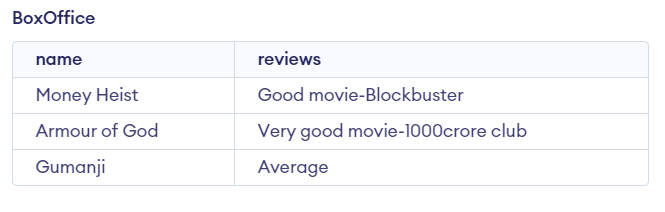 BoxOffice
name reviews
Money Heist Good movie-Blockbuster
Armour of God Very good movie-1000crore club
Gumanji Average